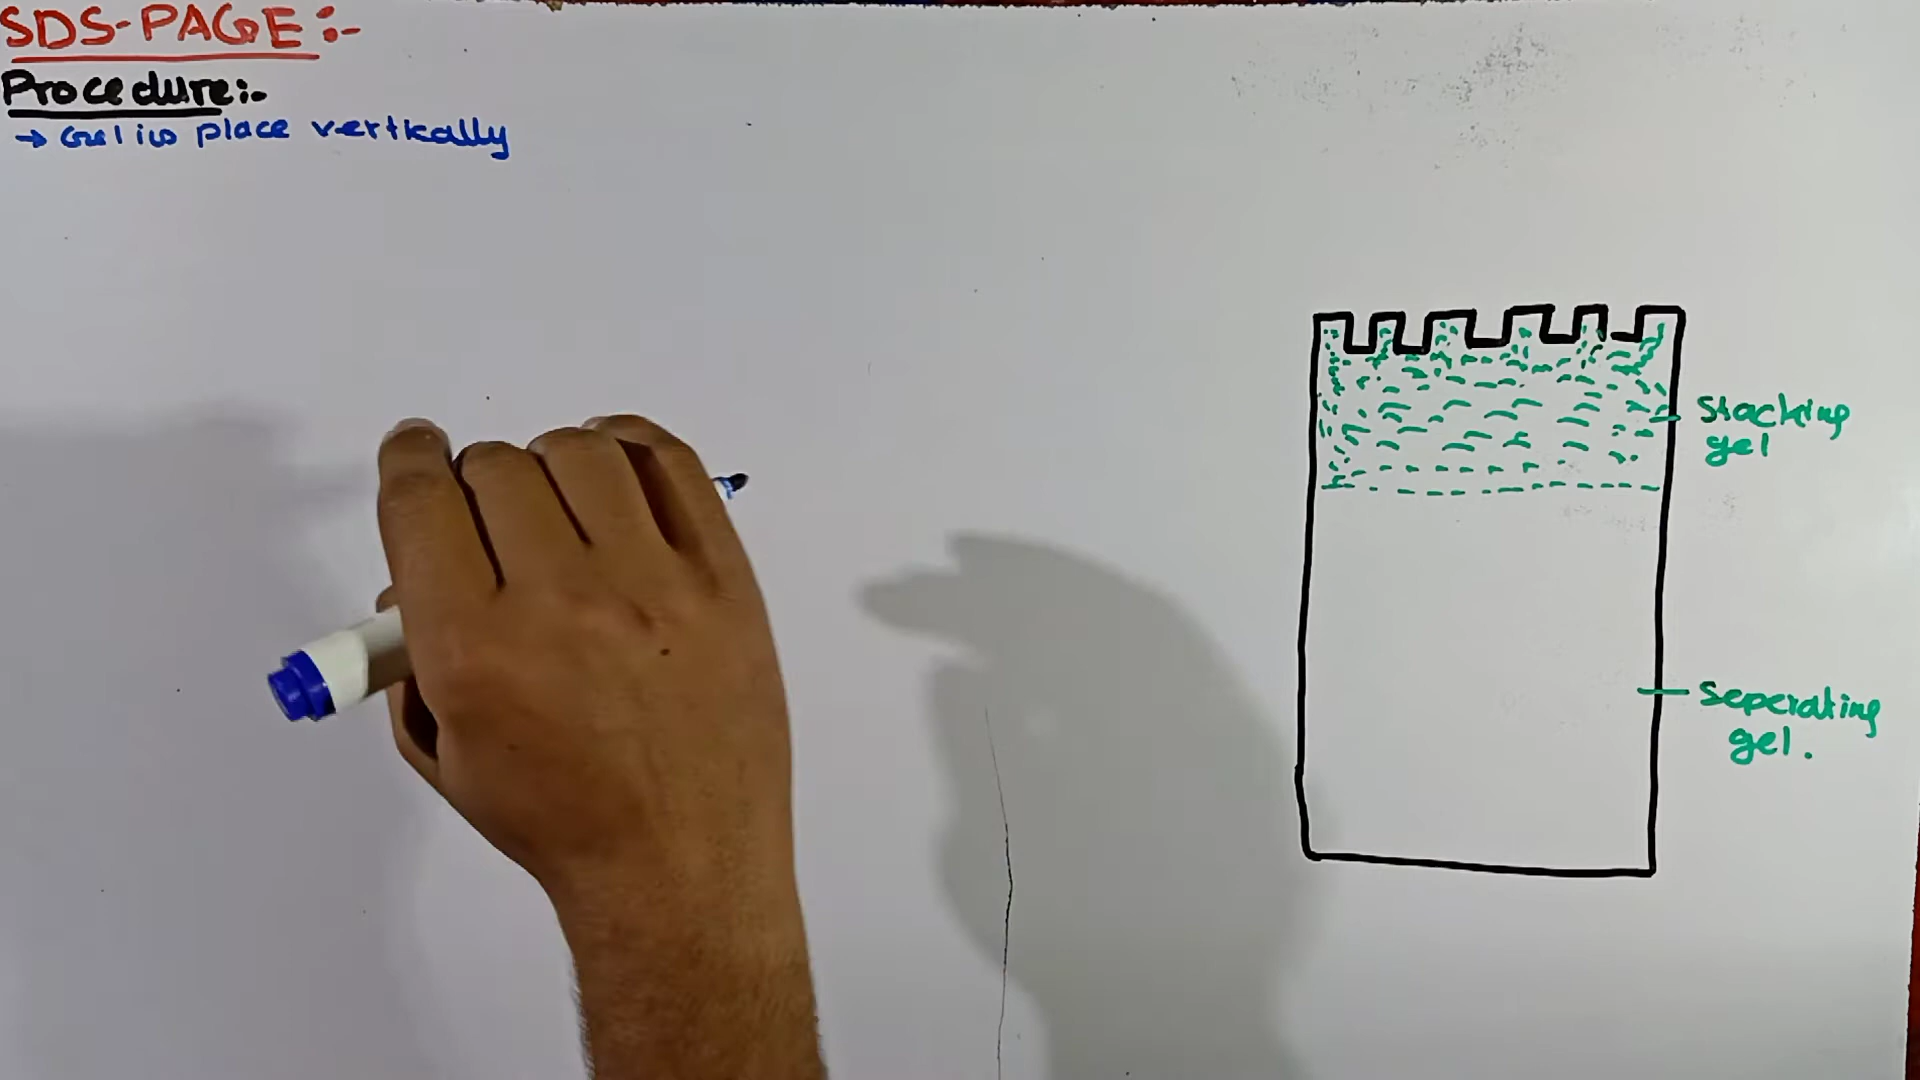 SDS-PAGE:-
Procedure:-
→ Gel is place vertically
Stacking
gel
Seperating
gel.